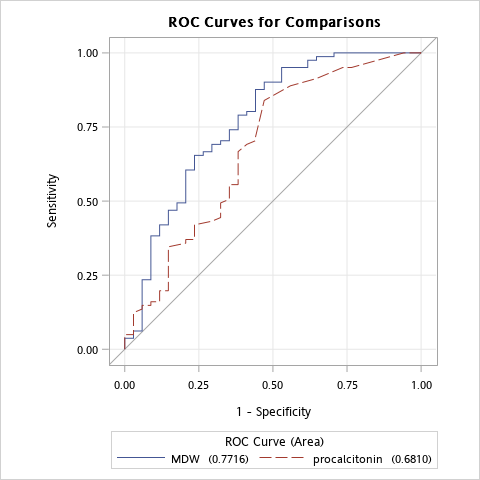 ROC Curves for Comparisons
1.00
0.75
0.50
0.25
0.00
Sensitivity
0.00 0.25 0.50 0.75 1.00
1 - Specificity
ROC Curve (Area)
MDW (0.7716) procalcitonin (0.6810)